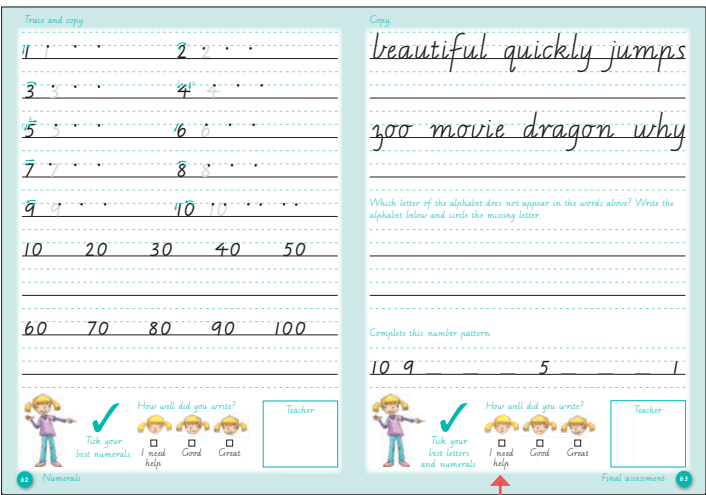 Trace and copy.
1 1 2 2
3 3 4 4
5 5 6 6
7 7 8 8
9 9 10 10
10 20 30 40 50
60 70 80 90 100
How well did you write?
Tick your
best numerals.
I need
help
Good
Great
Teacher
62 Numerals
Copy.
beautiful quickly jumps
zoo movie dragon why
Which letter of the alphabet does not appear in the words above? Write the
alphabet below and circle the missing letter.
Complete this number pattern.
10 9 _ _ _ 5 _ _ _ 1
How well did you write?
Tick your
best letters
and numerals.
I need
help
Good
Great
Teacher
Final assessment 63